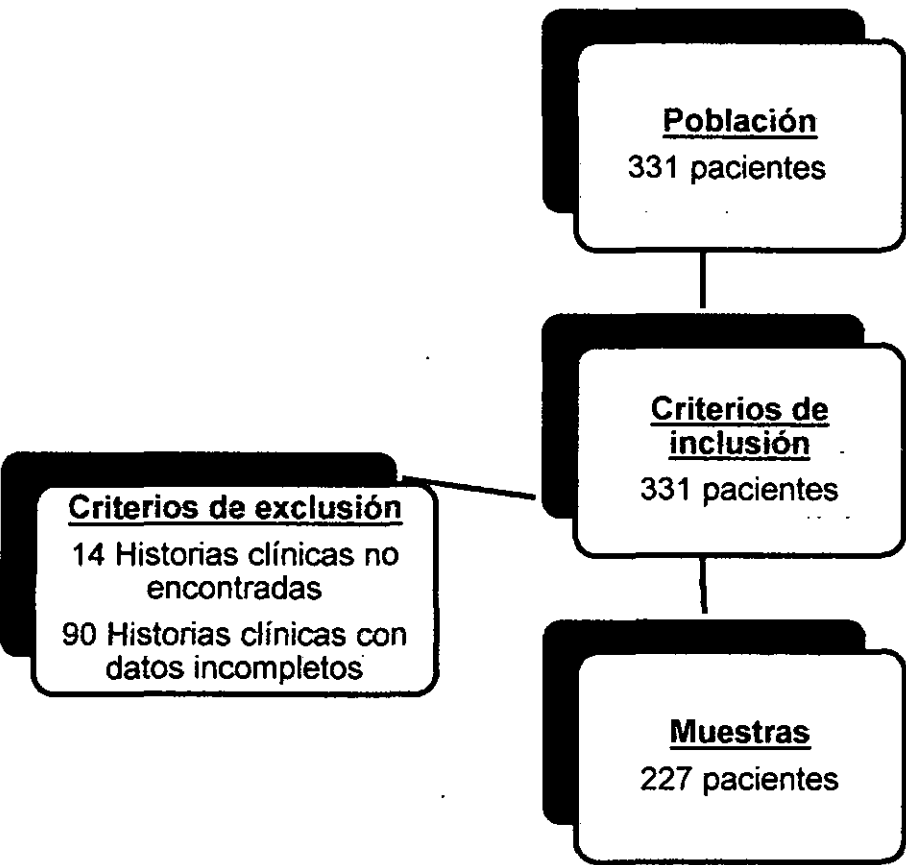 Población
331 pacientes
Criterios de
inclusión
331 pacientes
Criterios de exclusión
14 Historias clínicas no
encontradas
90 Historias clínicas con
datos incompletos
Muestras
227 pacientes